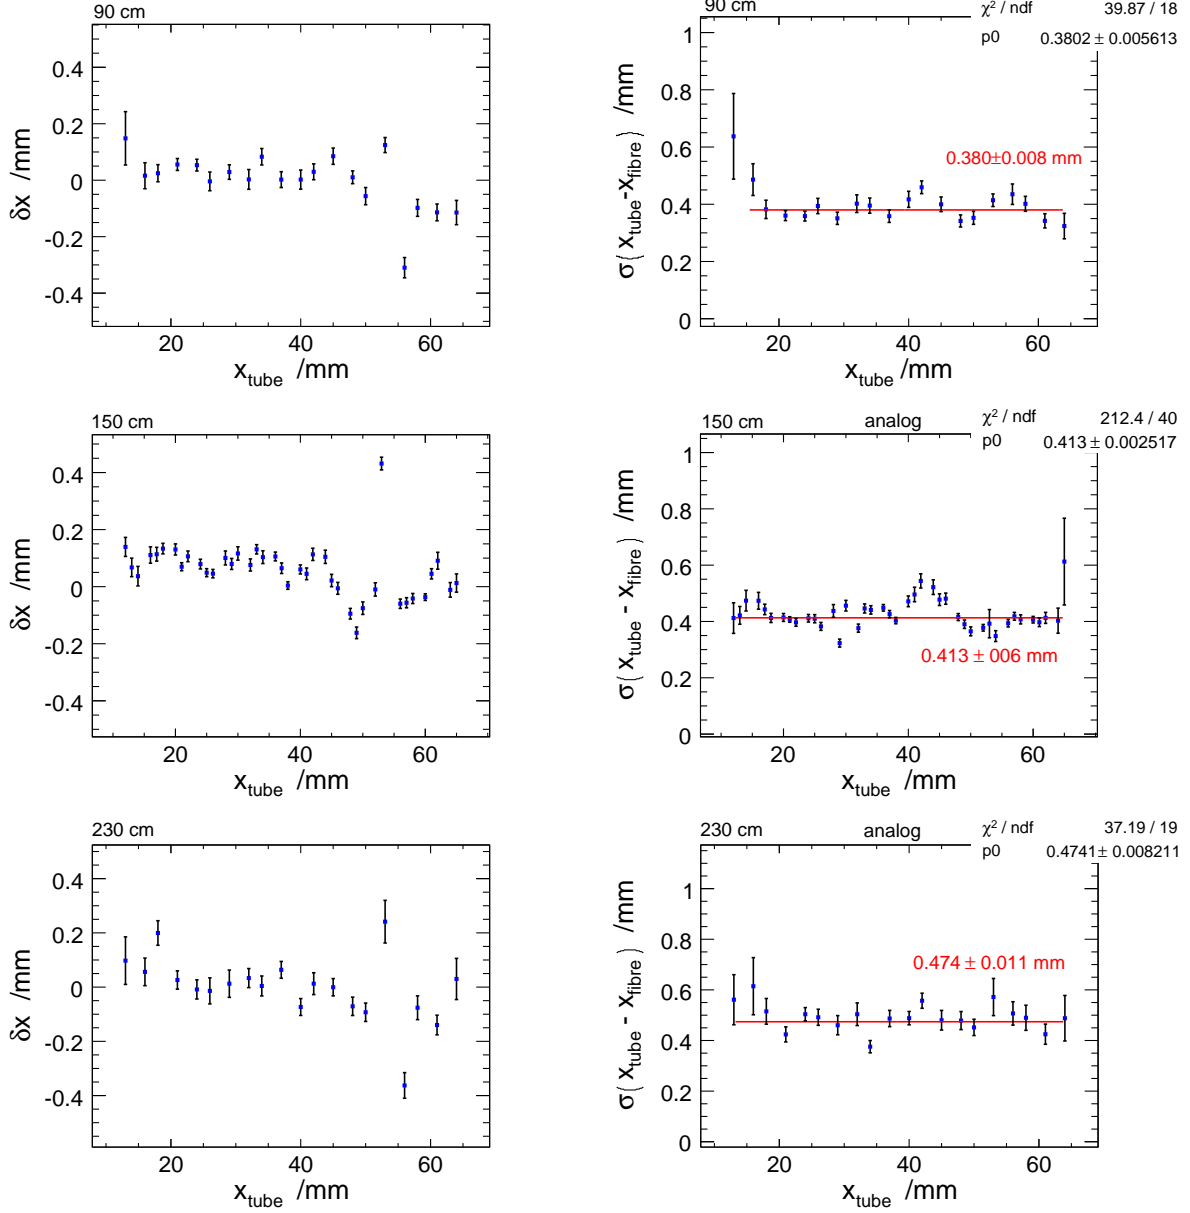 90 cm
0.4
0.2
0
-0.2
-0.4
δx /mm
20 40 60
x_tube /mm
90 cm
χ² / ndf 39.87 / 18
p0 0.3802 ± 0.005613
1
0.8
0.6
0.4
0.2
0
σ( x_tube - x_fibre ) /mm
0.380±0.008 mm
20 40 60
x_tube /mm
150 cm
0.4
0.2
0
-0.2
-0.4
δx /mm
20 40 60
x_tube /mm
150 cm analog
χ² / ndf 212.4 / 40
p0 0.413 ± 0.002517
1
0.8
0.6
0.4
0.2
0
σ( x_tube - x_fibre ) /mm
0.413 ± 006 mm
20 40 60
x_tube /mm
230 cm
0.4
0.2
0
-0.2
-0.4
δx /mm
20 40 60
x_tube /mm
230 cm analog
χ² / ndf 37.19 / 19
p0 0.4741 ± 0.008211
1
0.8
0.6
0.4
0.2
0
σ( x_tube - x_fibre ) /mm
0.474 ± 0.011 mm
20 40 60
x_tube /mm